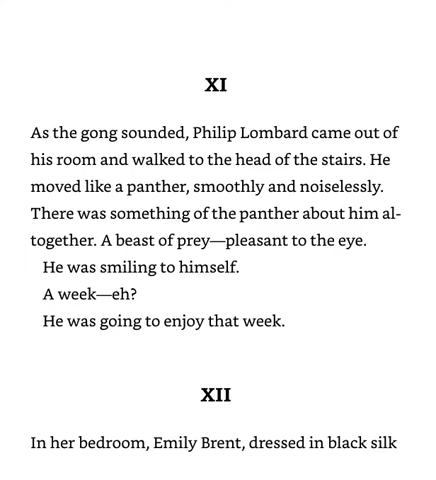 XI
As the gong sounded, Philip Lombard came out of
his room and walked to the head of the stairs. He
moved like a panther, smoothly and noiselessly.
There was something of the panther about him al-
together. A beast of prey—pleasant to the eye.
He was smiling to himself.
A week—eh?
He was going to enjoy that week.
XII
In her bedroom, Emily Brent, dressed in black silk